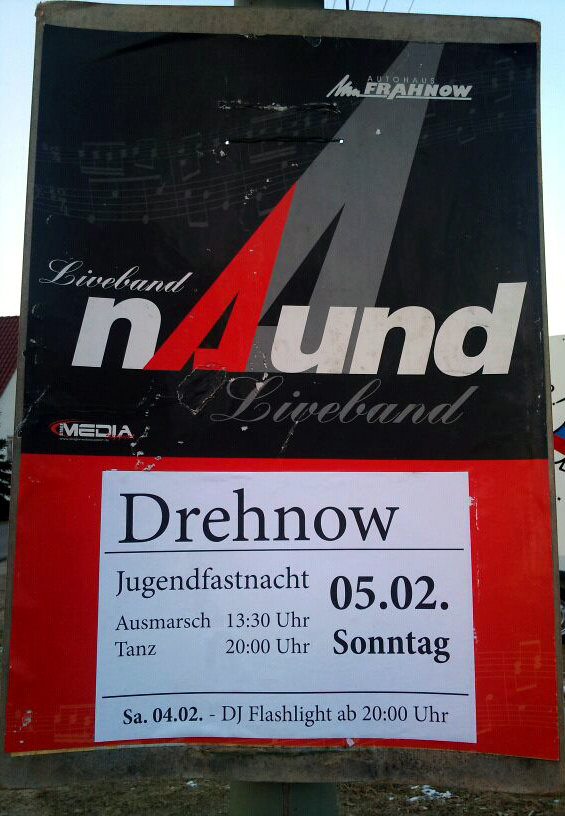 AUTOHAUS
FRAHNOW
Liveband
nAund
Liveband
MEDIA
Drehnow
Jugendfastnacht
05.02.
Ausmarsch 13:30 Uhr
Tanz 20:00 Uhr
Sonntag
Sa. 04.02. - DJ Flashlight ab 20:00 Uhr